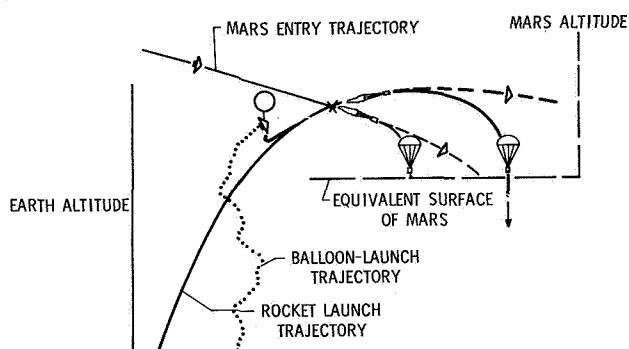 MARS ALTITUDE
MARS ENTRY TRAJECTORY
EARTH ALTITUDE
EQUIVALENT SURFACE
OF MARS
BALLOON-LAUNCH
TRAJECTORY
ROCKET LAUNCH
TRAJECTORY